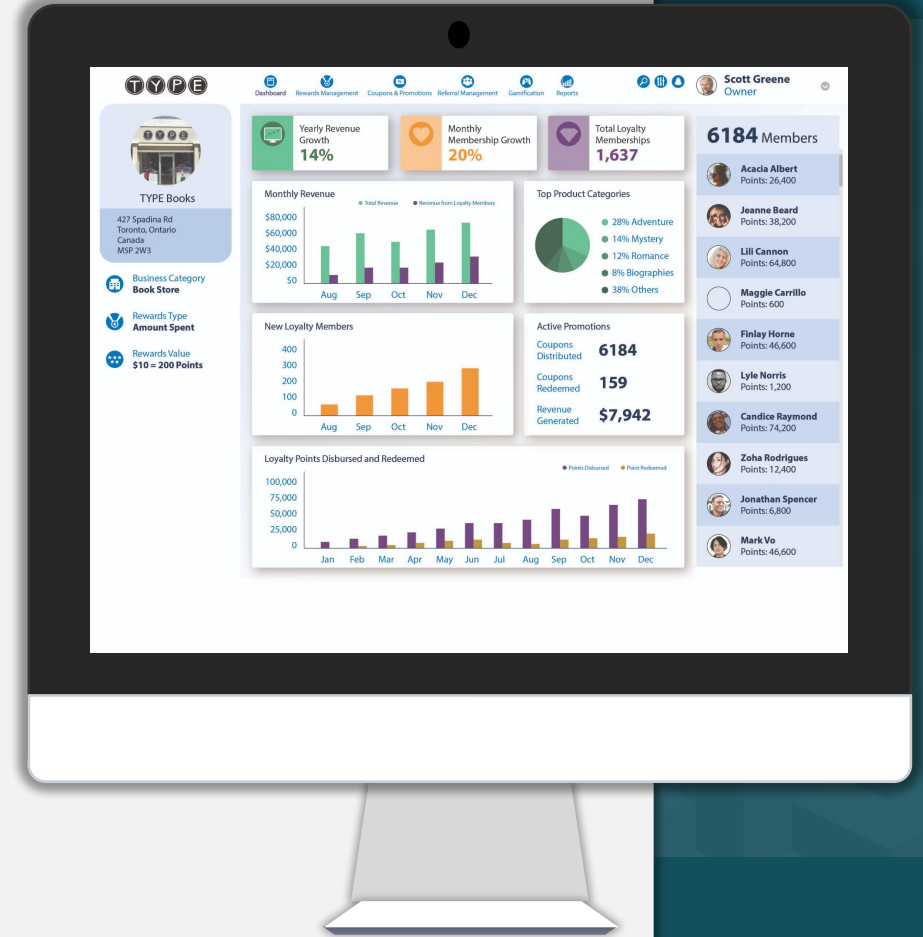 TYPE
Dashboard
Rewards Management
Coupons & Promotions
Referral Management
Gamification
Reports
Scott Greene
Owner
TYPE
TYPE Books
427 Spadina Rd
Toronto, Ontario
Canada
M5P 2W3
Business Category
Book Store
Rewards Type
Amount Spent
Rewards Value
$10 = 200 Points
Yearly Revenue
Growth
14%
Monthly
Membership Growth
20%
Total Loyalty
Memberships
1,637
Monthly Revenue
Total Revenue
Revenue from Loyalty Members
$80,000
$60,000
$40,000
$20,000
$0
Aug Sep Oct Nov Dec
Top Product Categories
28% Adventure
14% Mystery
12% Romance
8% Biographies
38% Others
New Loyalty Members
400
300
200
100
0
Aug Sep Oct Nov Dec
Active Promotions
Coupons
Distributed
6184
Coupons
Redeemed
159
Revenue
Generated
$7,942
Loyalty Points Disbursed and Redeemed
Points Disbursed
Point Redeemed
100,000
75,000
50,000
25,000
0
Jan Feb Mar Apr May Jun Jul Aug Sep Oct Nov Dec
6184 Members
Acacia Albert
Points: 26,400
Jeanne Beard
Points: 38,200
Lili Cannon
Points: 64,800
Maggie Carrillo
Points: 600
Finlay Horne
Points: 46,600
Lyle Norris
Points: 1,200
Candice Raymond
Points: 74,200
Zoha Rodrigues
Points: 12,400
Jonathan Spencer
Points: 6,800
Mark Vo
Points: 46,600